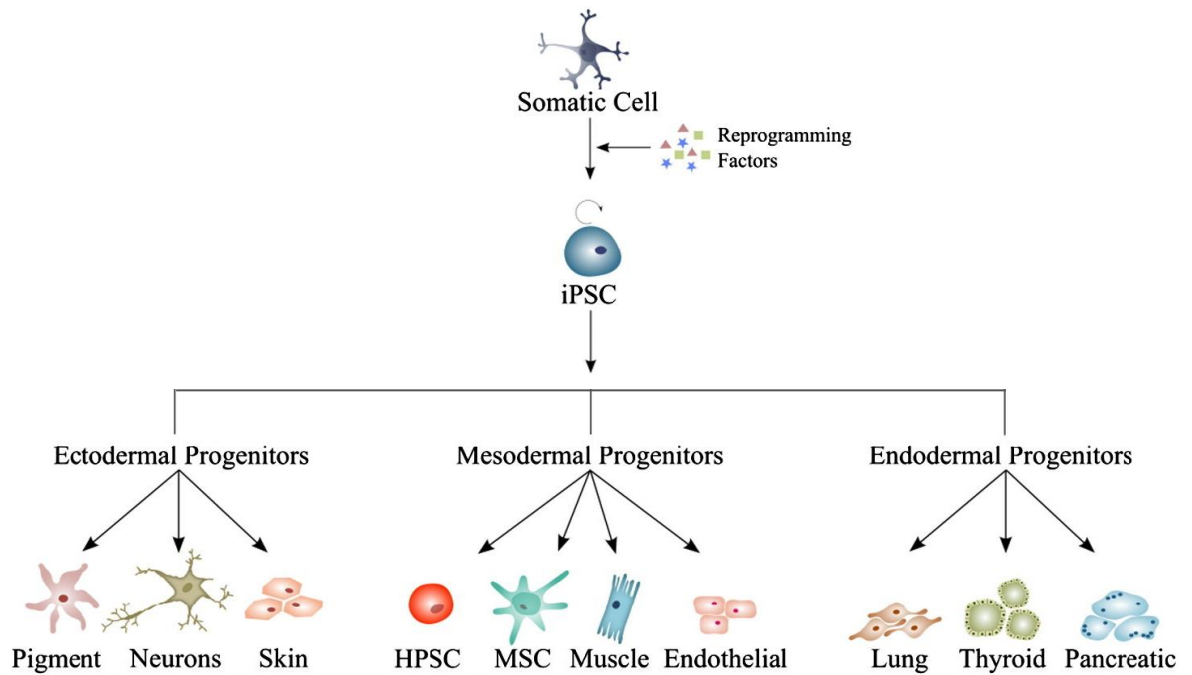 Somatic Cell
Reprogramming
Factors
iPSC
Ectodermal Progenitors
Mesodermal Progenitors
Endodermal Progenitors
Pigment
Neurons
Skin
HPSC
MSC
Muscle
Endothelial
Lung
Thyroid
Pancreatic